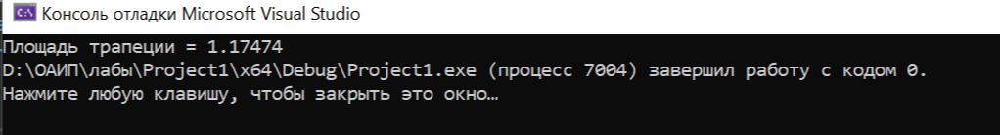 Консоль отладки Microsoft Visual Studio
Площадь трапеции = 1.17474
D:\ОАИП\лабы\Project1\x64\Debug\Project1.exe (процесс 7004) завершил работу с кодом 0.
Нажмите любую клавишу, чтобы закрыть это окно…